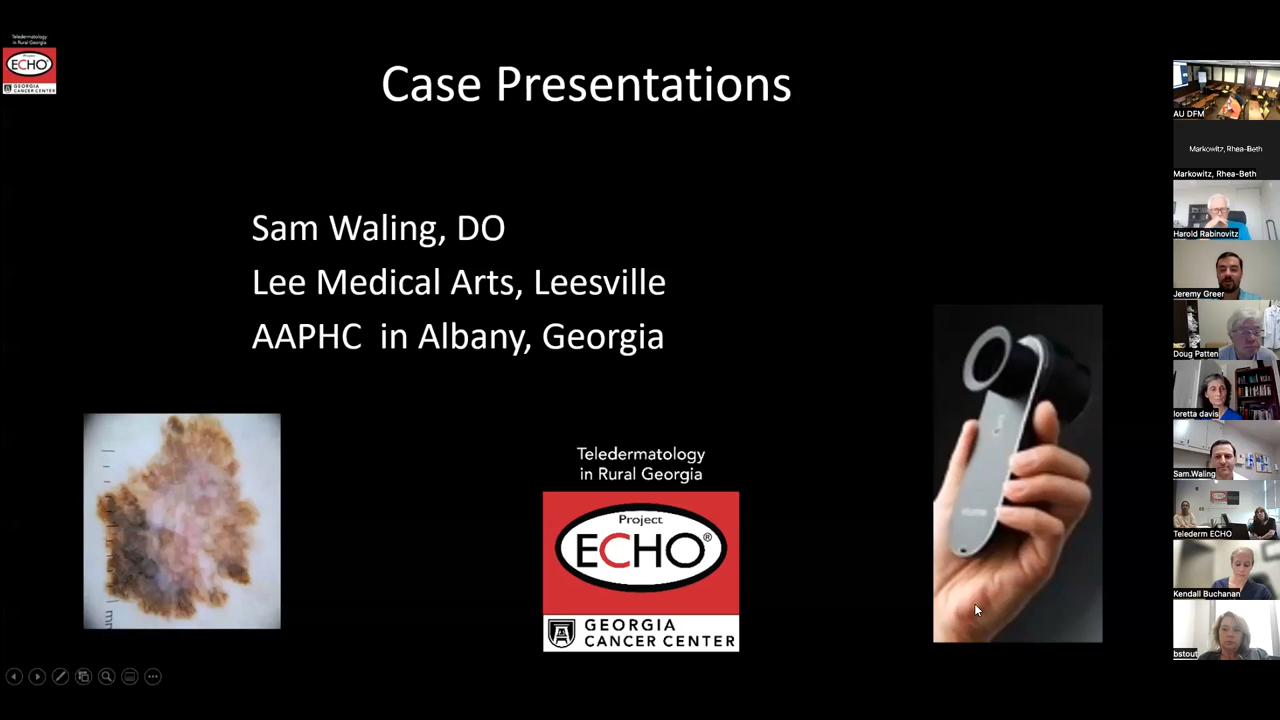 Teledermatology
in Rural Georgia
Project
ECHO
GEORGIA
CANCER CENTER
Case Presentations
Sam Waling, DO
Lee Medical Arts, Leesville
AAPHC in Albany, Georgia
Teledermatology
in Rural Georgia
Project
ECHO®
GEORGIA
CANCER CENTER
AU DFM
Markowitz, Rhea-Beth
Markowitz, Rhea-Beth
Harold Rabinovitz
Jeremy Greer
Doug Patten
loretta davis
Sam.Waling
Telederm ECHO
Kendall Buchanan
bstout